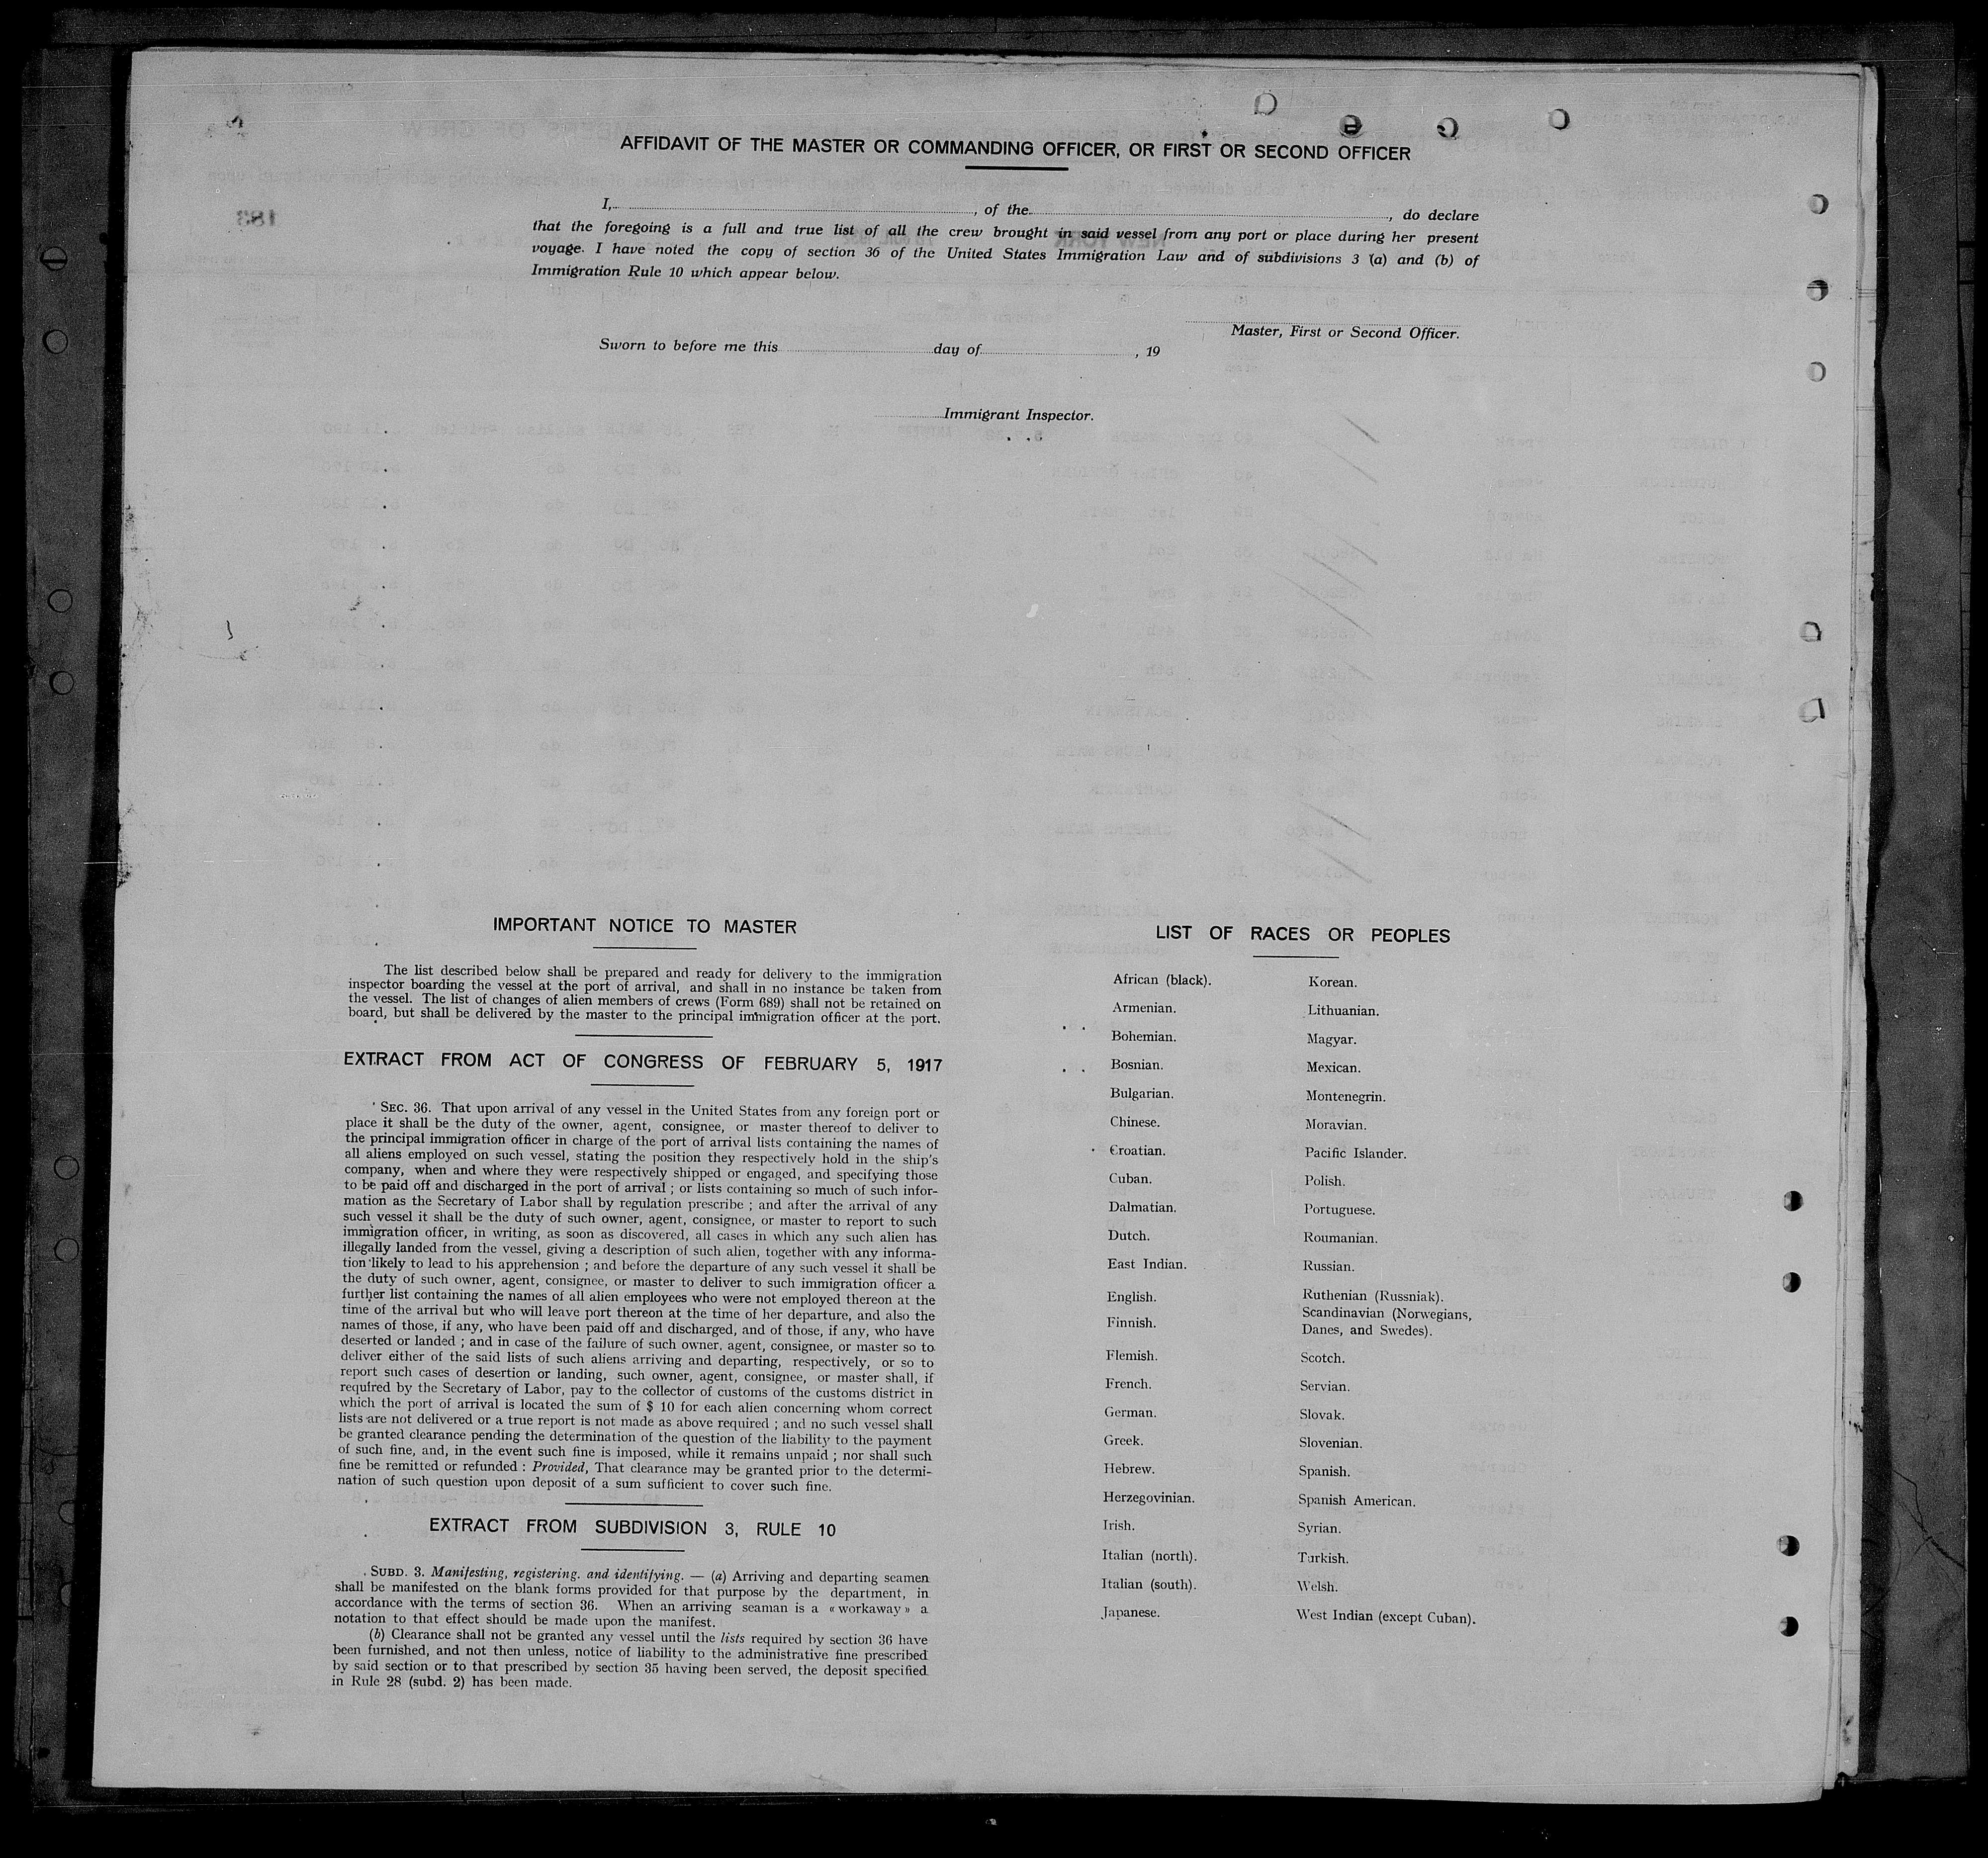 AFFIDAVIT OF THE MASTER OR COMMANDING OFFICER, OR FIRST OR SECOND OFFICER
I, , of the , do declare
that the foregoing is a full and true list of all the crew brought in said vessel from any port or place during her present
voyage. I have noted the copy of section 36 of the United States Immigration Law and of subdivisions 3 (a) and (b) of
Immigration Rule 10 which appear below.
Master, First or Second Officer.
Sworn to before me this day of , 19
Immigrant Inspector.
IMPORTANT NOTICE TO MASTER
The list described below shall be prepared and ready for delivery to the immigration
inspector boarding the vessel at the port of arrival, and shall in no instance be taken from
the vessel. The list of changes of alien members of crews (Form 689) shall not be retained on
board, but shall be delivered by the master to the principal immigration officer at the port.
EXTRACT FROM ACT OF CONGRESS OF FEBRUARY 5, 1917
SEC. 36. That upon arrival of any vessel in the United States from any foreign port or
place it shall be the duty of the owner, agent, consignee, or master thereof to deliver to
the principal immigration officer in charge of the port of arrival lists containing the names of
all aliens employed on such vessel, stating the position they respectively hold in the ship's
company, when and where they were respectively shipped or engaged, and specifying those
to be paid off and discharged in the port of arrival ; or lists containing so much of such infor-
mation as the Secretary of Labor shall by regulation prescribe ; and after the arrival of any
such vessel it shall be the duty of such owner, agent, consignee, or master to report to such
immigration officer, in writing, as soon as discovered, all cases in which any such alien has
illegally landed from the vessel, giving a description of such alien, together with any informa-
tion likely to lead to his apprehension ; and before the departure of any such vessel it shall be
the duty of such owner, agent, consignee, or master to deliver to such immigration officer a
further list containing the names of all alien employees who were not employed thereon at the
time of the arrival but who will leave port thereon at the time of her departure, and also the
names of those, if any, who have been paid off and discharged, and of those, if any, who have
deserted or landed ; and in case of the failure of such owner, agent, consignee, or master so to
deliver either of the said lists of such aliens arriving and departing, respectively, or so to
report such cases of desertion or landing, such owner, agent, consignee, or master shall, if
required by the Secretary of Labor, pay to the collector of customs of the customs district in
which the port of arrival is located the sum of $ 10 for each alien concerning whom correct
lists are not delivered or a true report is not made as above required ; and no such vessel shall
be granted clearance pending the determination of the question of the liability to the payment
of such fine, and, in the event such fine is imposed, while it remains unpaid ; nor shall such
fine be remitted or refunded : Provided, That clearance may be granted prior to the determi-
nation of such question upon deposit of a sum sufficient to cover such fine.
EXTRACT FROM SUBDIVISION 3, RULE 10
SUBD. 3. Manifesting, registering. and identifying. — (a) Arriving and departing seamen
shall be manifested on the blank forms provided for that purpose by the department, in
accordance with the terms of section 36. When an arriving seaman is a « workaway » a
notation to that effect should be made upon the manifest.
(b) Clearance shall not be granted any vessel until the lists required by section 36 have
been furnished, and not then unless, notice of liability to the administrative fine prescribed
by said section or to that prescribed by section 35 having been served, the deposit specified
in Rule 28 (subd. 2) has been made.
LIST OF RACES OR PEOPLES
African (black).
Armenian.
Bohemian.
Bosnian.
Bulgarian.
Chinese.
Croatian.
Cuban.
Dalmatian.
Dutch.
East Indian.
English.
Finnish.
Flemish.
French.
German.
Greek.
Hebrew.
Herzegovinian.
Irish.
Italian (north).
Italian (south).
Japanese.
Korean.
Lithuanian.
Magyar.
Mexican.
Montenegrin.
Moravian.
Pacific Islander.
Polish.
Portuguese.
Roumanian.
Russian.
Ruthenian (Russniak).
Scandinavian (Norwegians,
Danes, and Swedes).
Scotch.
Servian.
Slovak.
Slovenian.
Spanish.
Spanish American.
Syrian.
Turkish.
Welsh.
West Indian (except Cuban).